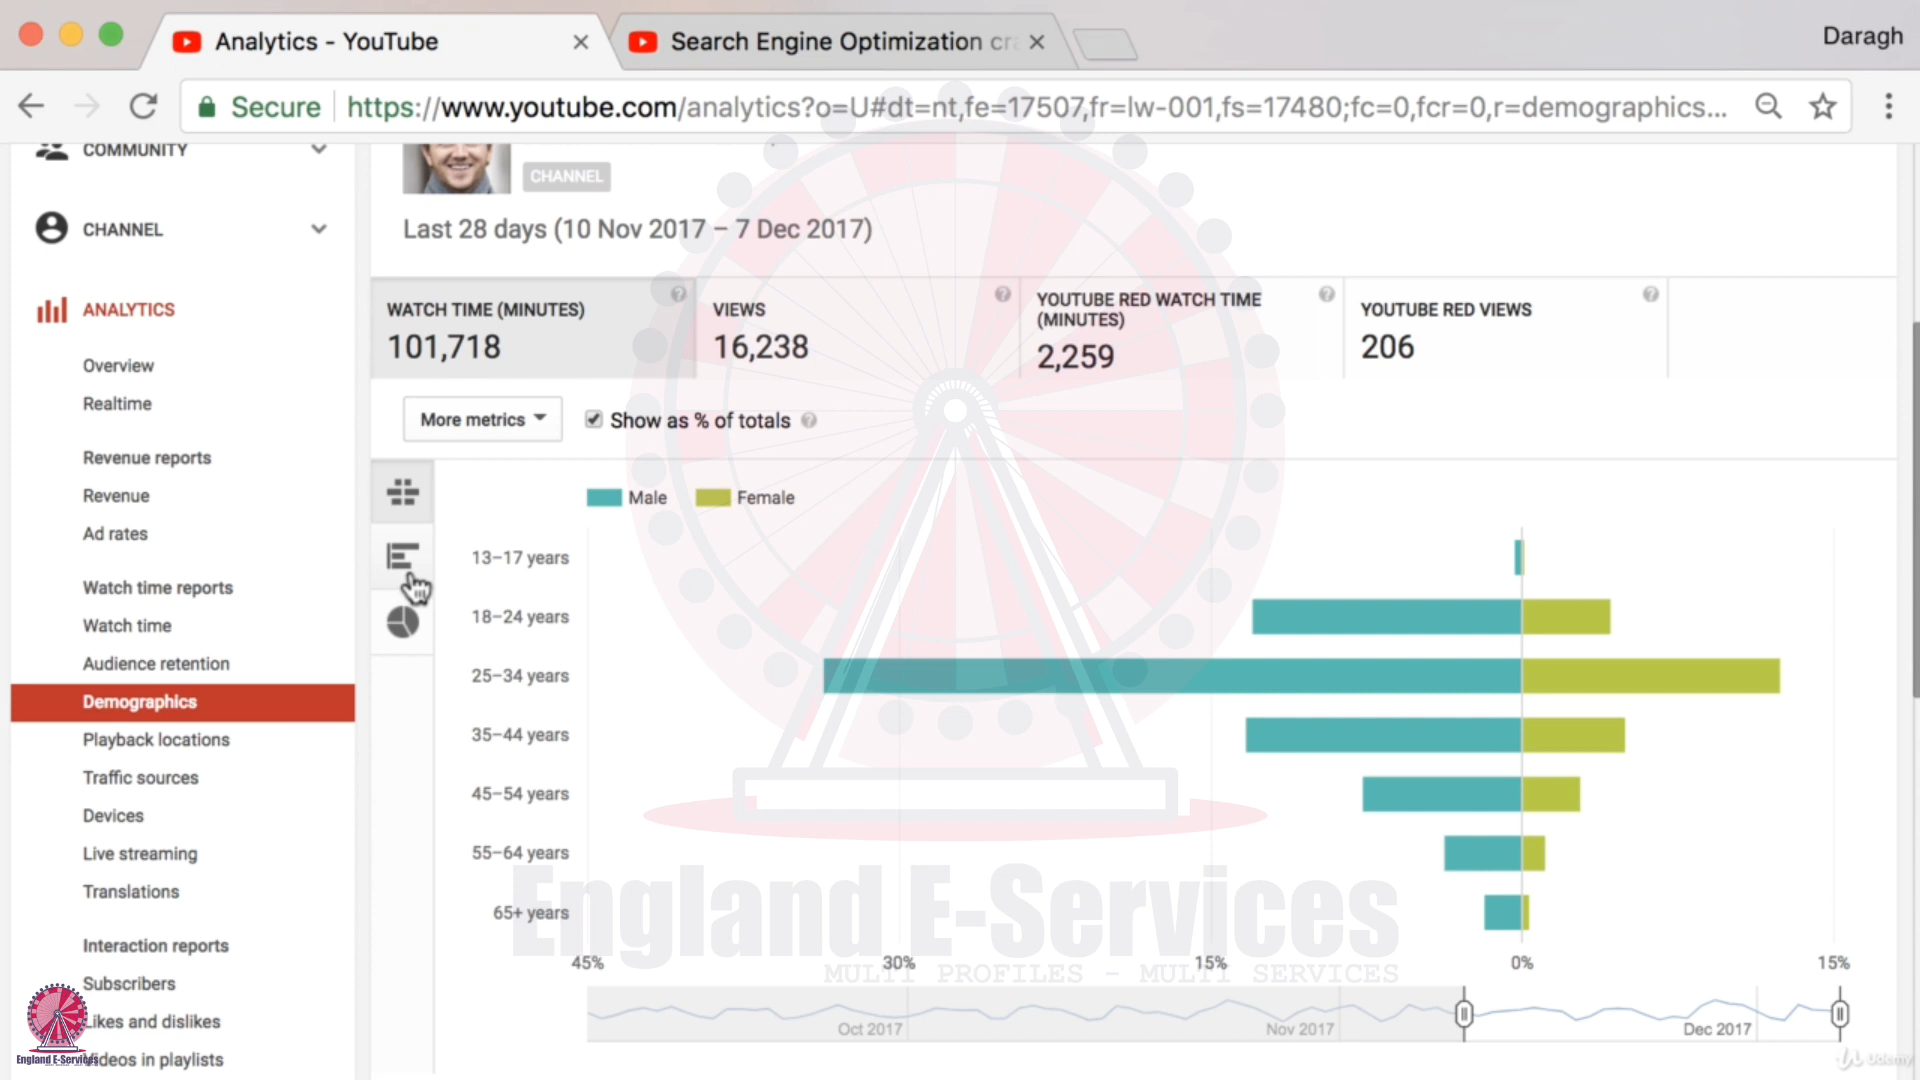 Analytics - YouTube
Search Engine Optimization cr
Daragh
Secure
https://www.youtube.com/analytics?o=U#dt=nt,fe=17507,fr=lw-001,fs=17480;fc=0,fcr=0,r=demographics...
COMMUNITY
CHANNEL
CHANNEL
Last 28 days (10 Nov 2017 – 7 Dec 2017)
ANALYTICS
Overview
Realtime
Revenue reports
Revenue
Ad rates
Watch time reports
Watch time
Audience retention
Demographics
Playback locations
Traffic sources
Devices
Live streaming
Translations
Interaction reports
Subscribers
Likes and dislikes
Videos in playlists
WATCH TIME (MINUTES)
101,718
VIEWS
16,238
YOUTUBE RED WATCH TIME
(MINUTES)
2,259
YOUTUBE RED VIEWS
206
More metrics
Show as % of totals
Male
Female
13–17 years
18–24 years
25–34 years
35–44 years
45–54 years
55–64 years
65+ years
45%
30%
15%
0%
15%
Oct 2017
Nov 2017
Dec 2017
England E-Services
MULTI PROFILES - MULTI SERVICES
England E-Services
Udemy